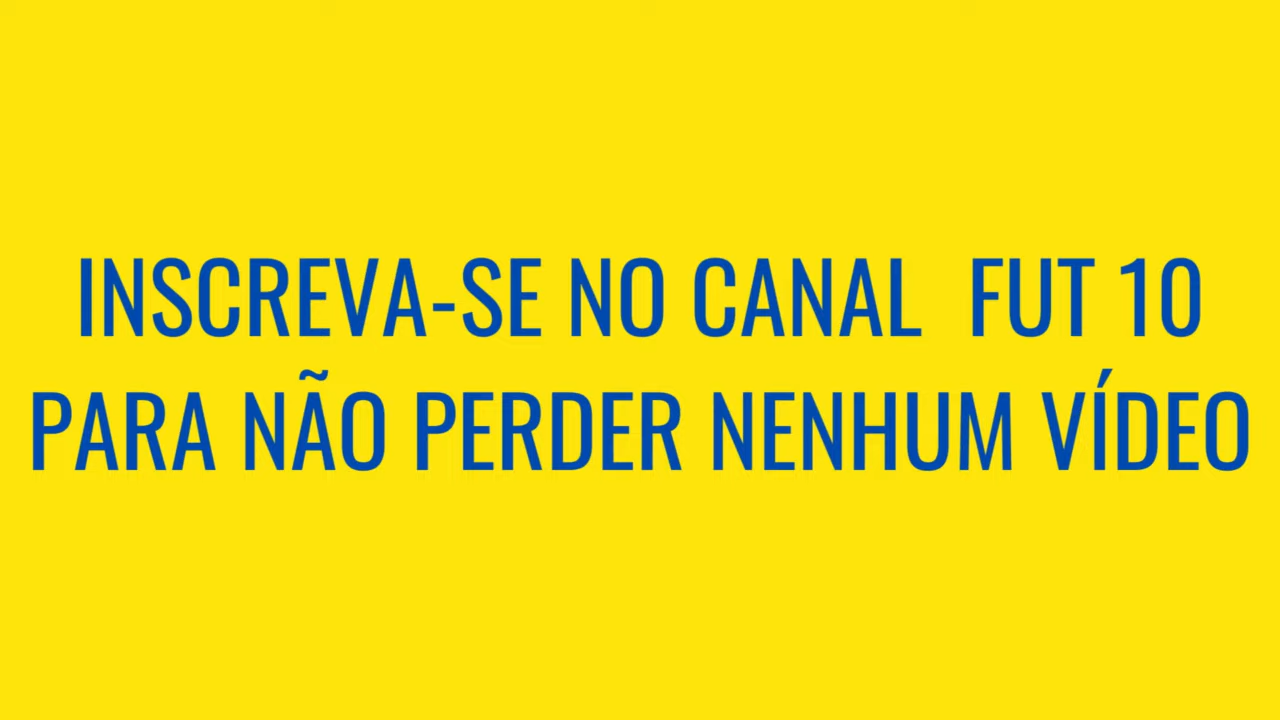 INSCREVA-SE NO CANAL  FUT 10
PARA NÃO PERDER NENHUM VÍDEO